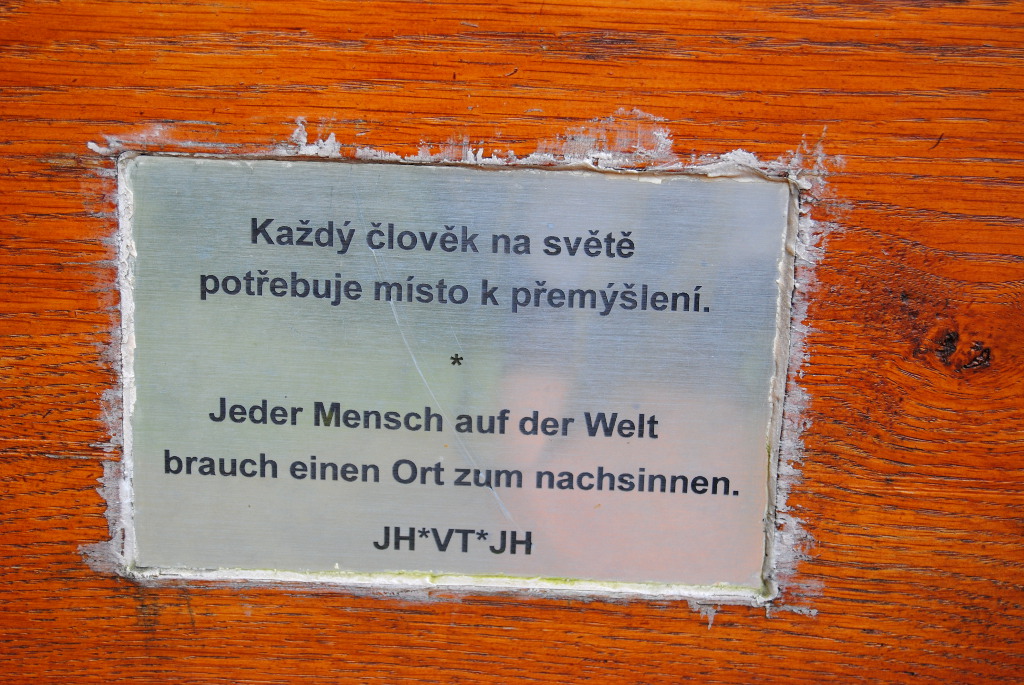 Každý člověk na světě
potřebuje místo k přemýšlení.
*
Jeder Mensch auf der Welt
brauch einen Ort zum nachsinnen.
JH*VT*JH